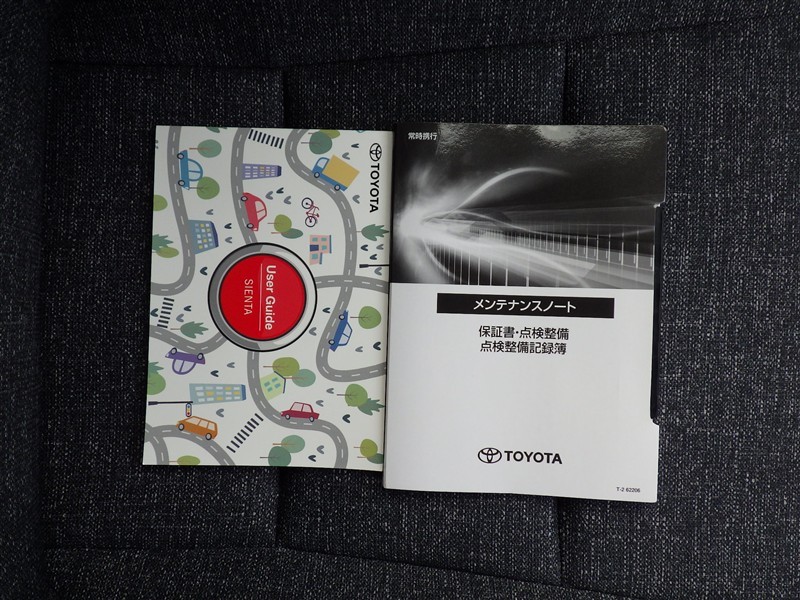 TOYOTA
User Guide
SIENTA
常時携行
メンテナンスノート
保証書・点検整備
点検整備記録簿
TOYOTA
T-2 62206